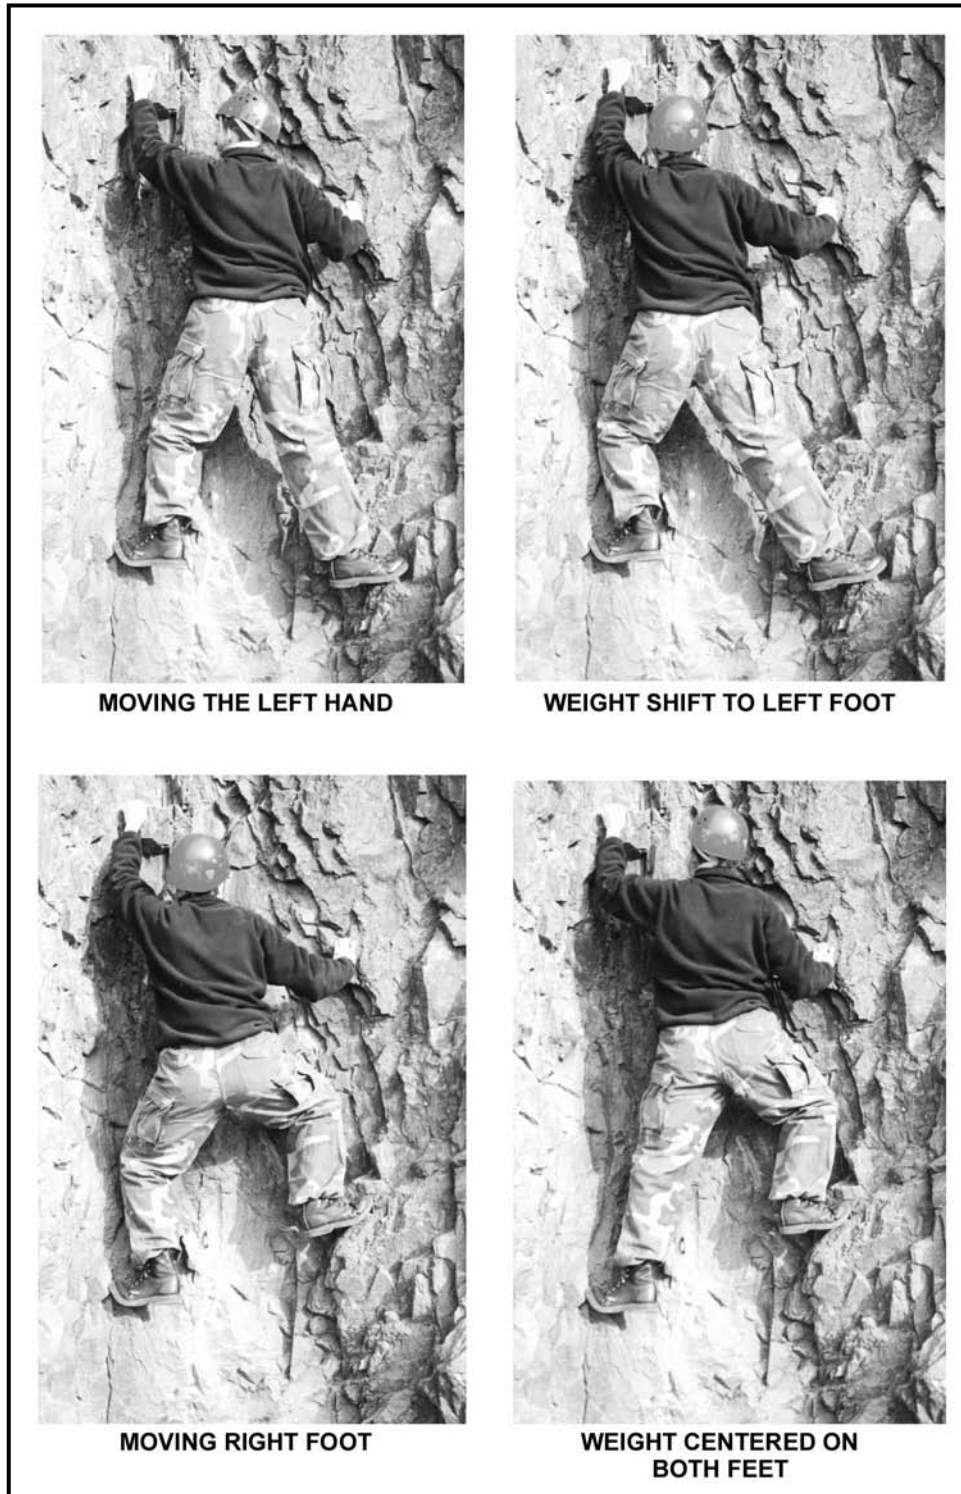 MOVING THE LEFT HAND
WEIGHT SHIFT TO LEFT FOOT
MOVING RIGHT FOOT
WEIGHT CENTERED ON
BOTH FEET